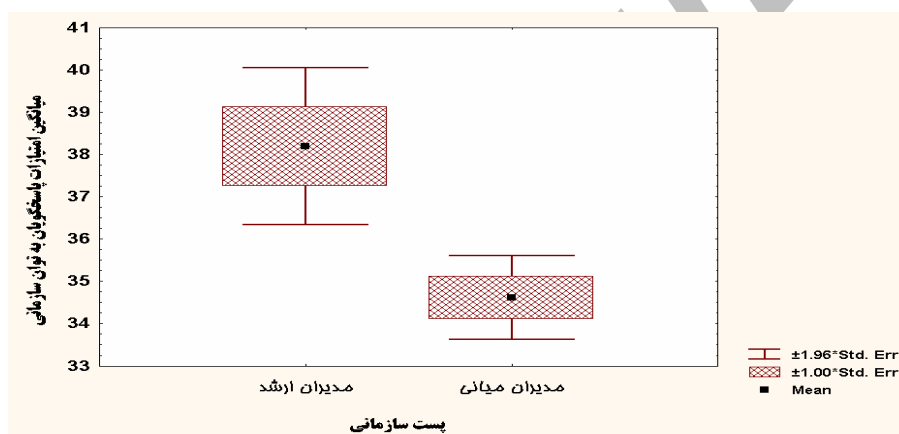 میانگین امتیازات پاسخگویان به توان سازمانی
41
40
39
38
37
36
35
34
33
مدیران ارشد
مدیران میانی
پست سازمانی
±1.96*Std. Err
±1.00*Std. Err
Mean